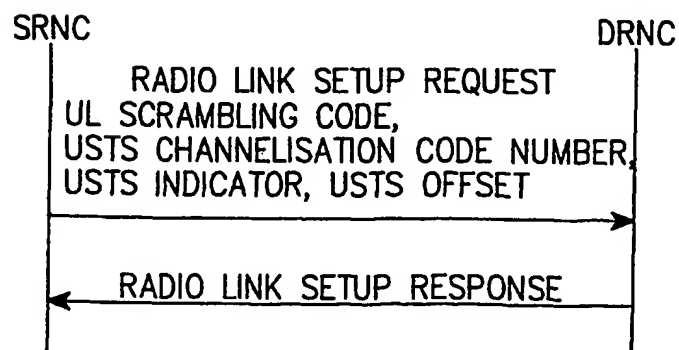 SRNC
DRNC
RADIO LINK SETUP REQUEST
UL SCRAMBLING CODE,
USTS CHANNELISATION CODE NUMBER,
USTS INDICATOR, USTS OFFSET
RADIO LINK SETUP RESPONSE